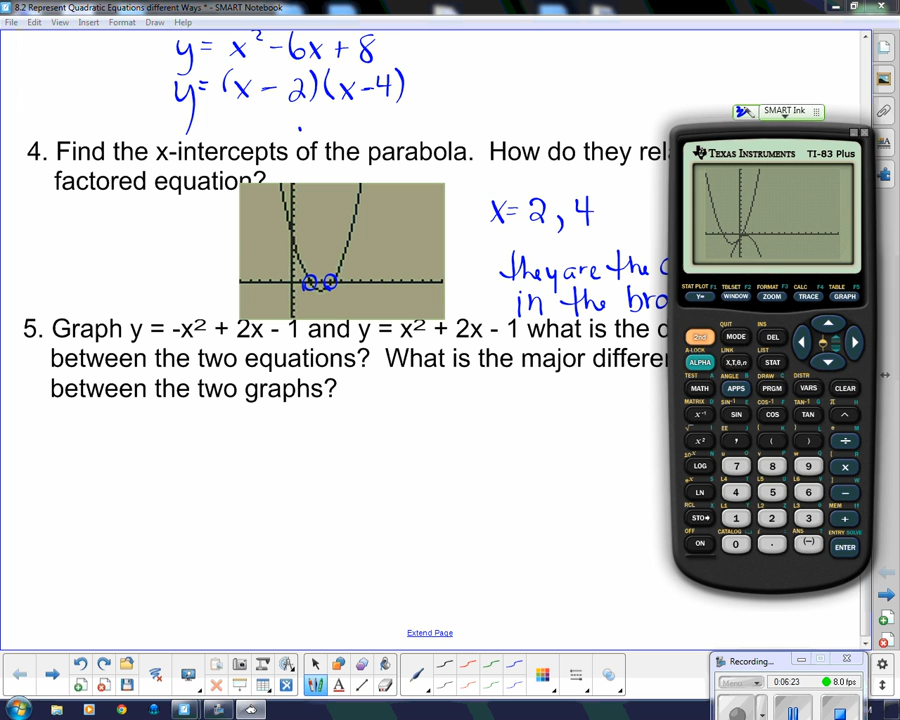 8.2 Represent Quadratic Equations different Ways * - SMART Notebook
File Edit View Insert Format Draw Help
y = x² - 6x + 8
y = (x - 2)(x - 4)
SMART Ink
4. Find the x-intercepts of the parabola. How do they rel
factored equation?
x = 2, 4
they are the
in the bro
5. Graph y = -x² + 2x - 1 and y = x² + 2x - 1 what is the d
between the two equations? What is the major differe
between the two graphs?
TEXAS INSTRUMENTS TI-83 Plus
STAT PLOT F1 TBLSET F2 FORMAT F3 CALC F4 TABLE F5
Y= WINDOW ZOOM TRACE GRAPH
QUIT INS
2nd MODE DEL
A-LOCK LINK LIST
ALPHA X,T,θ,n STAT
TEST A ANGLE B DRAW C DISTR
MATH APPS PRGM VARS CLEAR
MATRIX D SIN⁻¹ E COS⁻¹ F TAN⁻¹ G π H
x⁻¹ SIN COS TAN ^
x² , ( ) ÷
LOG 7 8 9 ×
LN 4 5 6 −
RCL X L1 L2 L3 MEM
STO➔ 1 2 3 +
OFF CATALOG ANS ENTRY SOLVE
ON 0 . (-) ENTER
Extend Page
Recording...
Menu
0:06:23 8.0 fps